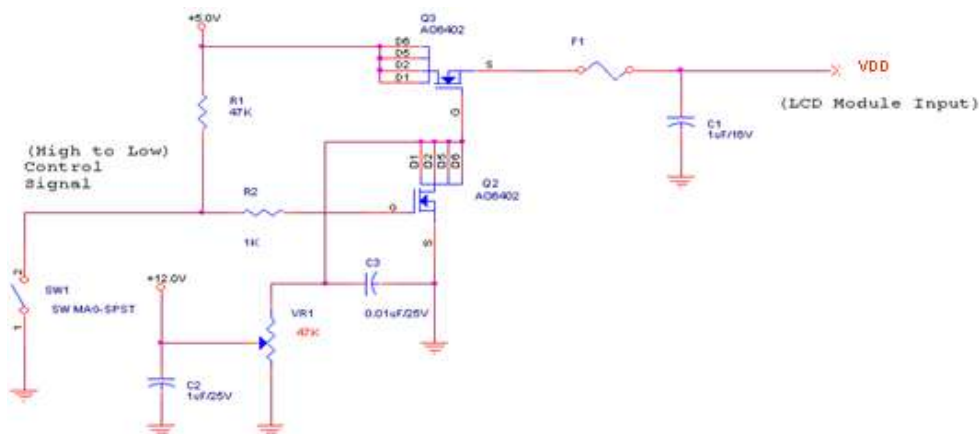 +5.0V
Q3
AO6402
D6
D5
D2
D1
S
G
F1
VDD
(LCD Module Input)
R1
47K
C1
1uF/16V
(High to Low)
Control
Signal
D1
D2
D5
D6
Q2
AO6402
R2
1K
G
S
C3
0.01uF/25V
2
SW1
SW MAG-SPST
1
+12.0V
VR1
47K
C2
1uF/25V